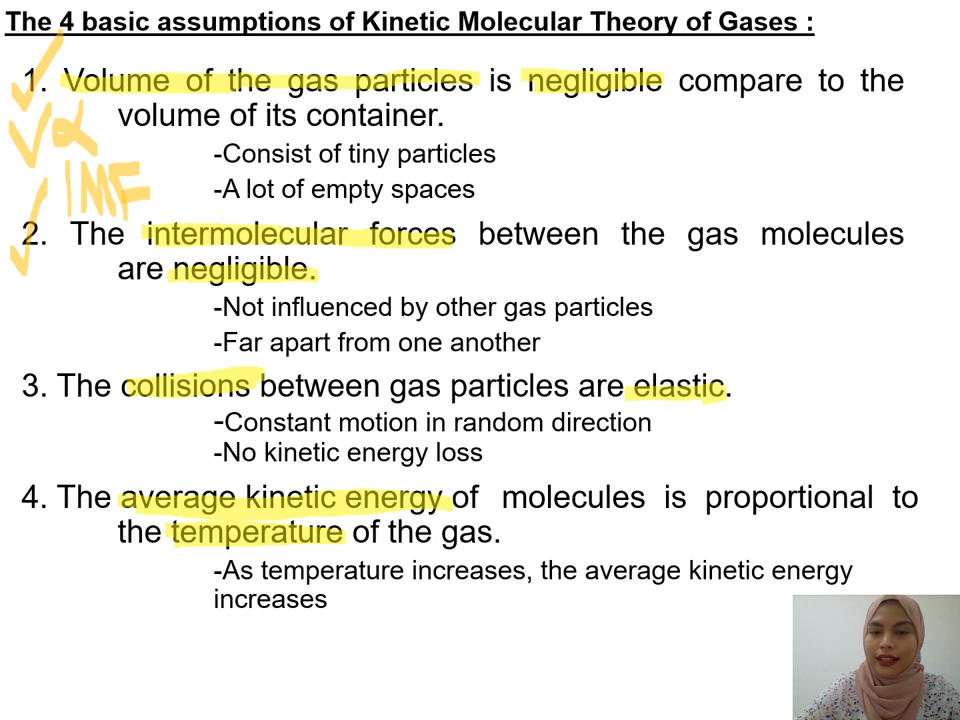 The 4 basic assumptions of Kinetic Molecular Theory of Gases :
1. Volume of the gas particles is negligible compare to the
volume of its container.
V α
-Consist of tiny particles
IMF
-A lot of empty spaces
2. The intermolecular forces between the gas molecules
are negligible.
-Not influenced by other gas particles
-Far apart from one another
3. The collisions between gas particles are elastic.
-Constant motion in random direction
-No kinetic energy loss
4. The average kinetic energy of molecules is proportional to
the temperature of the gas.
-As temperature increases, the average kinetic energy
increases